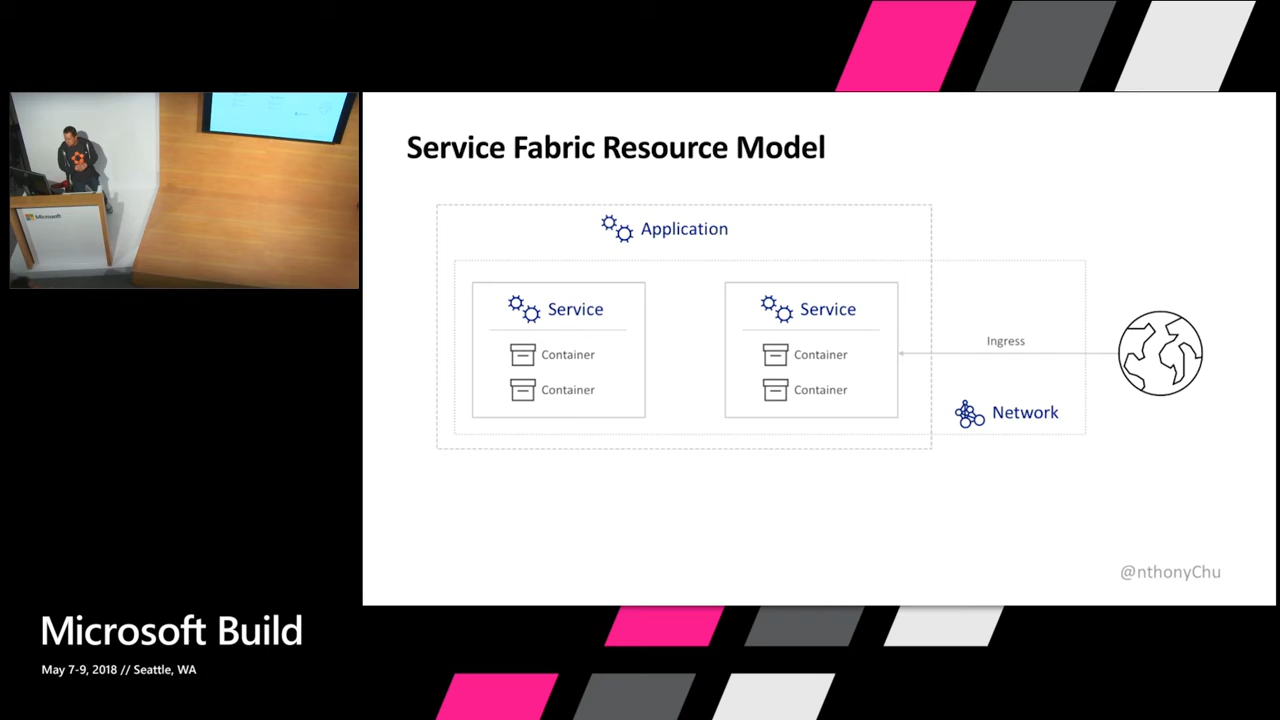 Service Fabric Resource Model
Application
Service
Container
Container
Service
Container
Container
Ingress
Network
@nthonyChu
Microsoft
Microsoft Build
May 7-9, 2018 // Seattle, WA